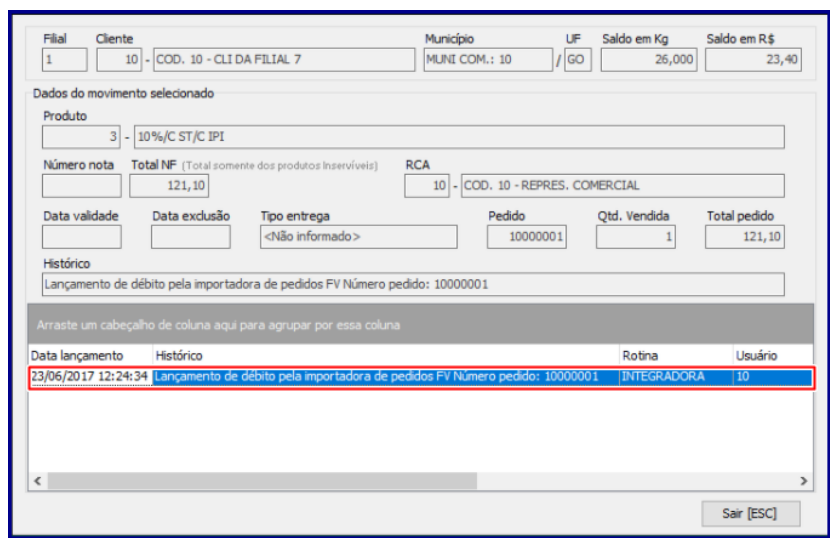 Filial Cliente Município UF Saldo em Kg Saldo em R$
1 10 - COD. 10 - CLI DA FILIAL 7 MUNI COM.: 10 / GO 26,000 23,40
Dados do movimento selecionado
Produto
3 - 10%/C ST/C IPI
Número nota Total NF (Total somente dos produtos Inservíveis) RCA
121,10 10 - COD. 10 - REPRES. COMERCIAL
Data validade Data exclusão Tipo entrega Pedido Qtd. Vendida Total pedido
<Não informado> 10000001 1 121,10
Histórico
Lançamento de débito pela importadora de pedidos FV Número pedido: 10000001
Arraste um cabeçalho de coluna aqui para agrupar por essa coluna
Data lançamento Histórico Rotina Usuário
23/06/2017 12:24:34 Lançamento de débito pela importadora de pedidos FV Número pedido: 10000001 INTEGRADORA 10
Sair [ESC]